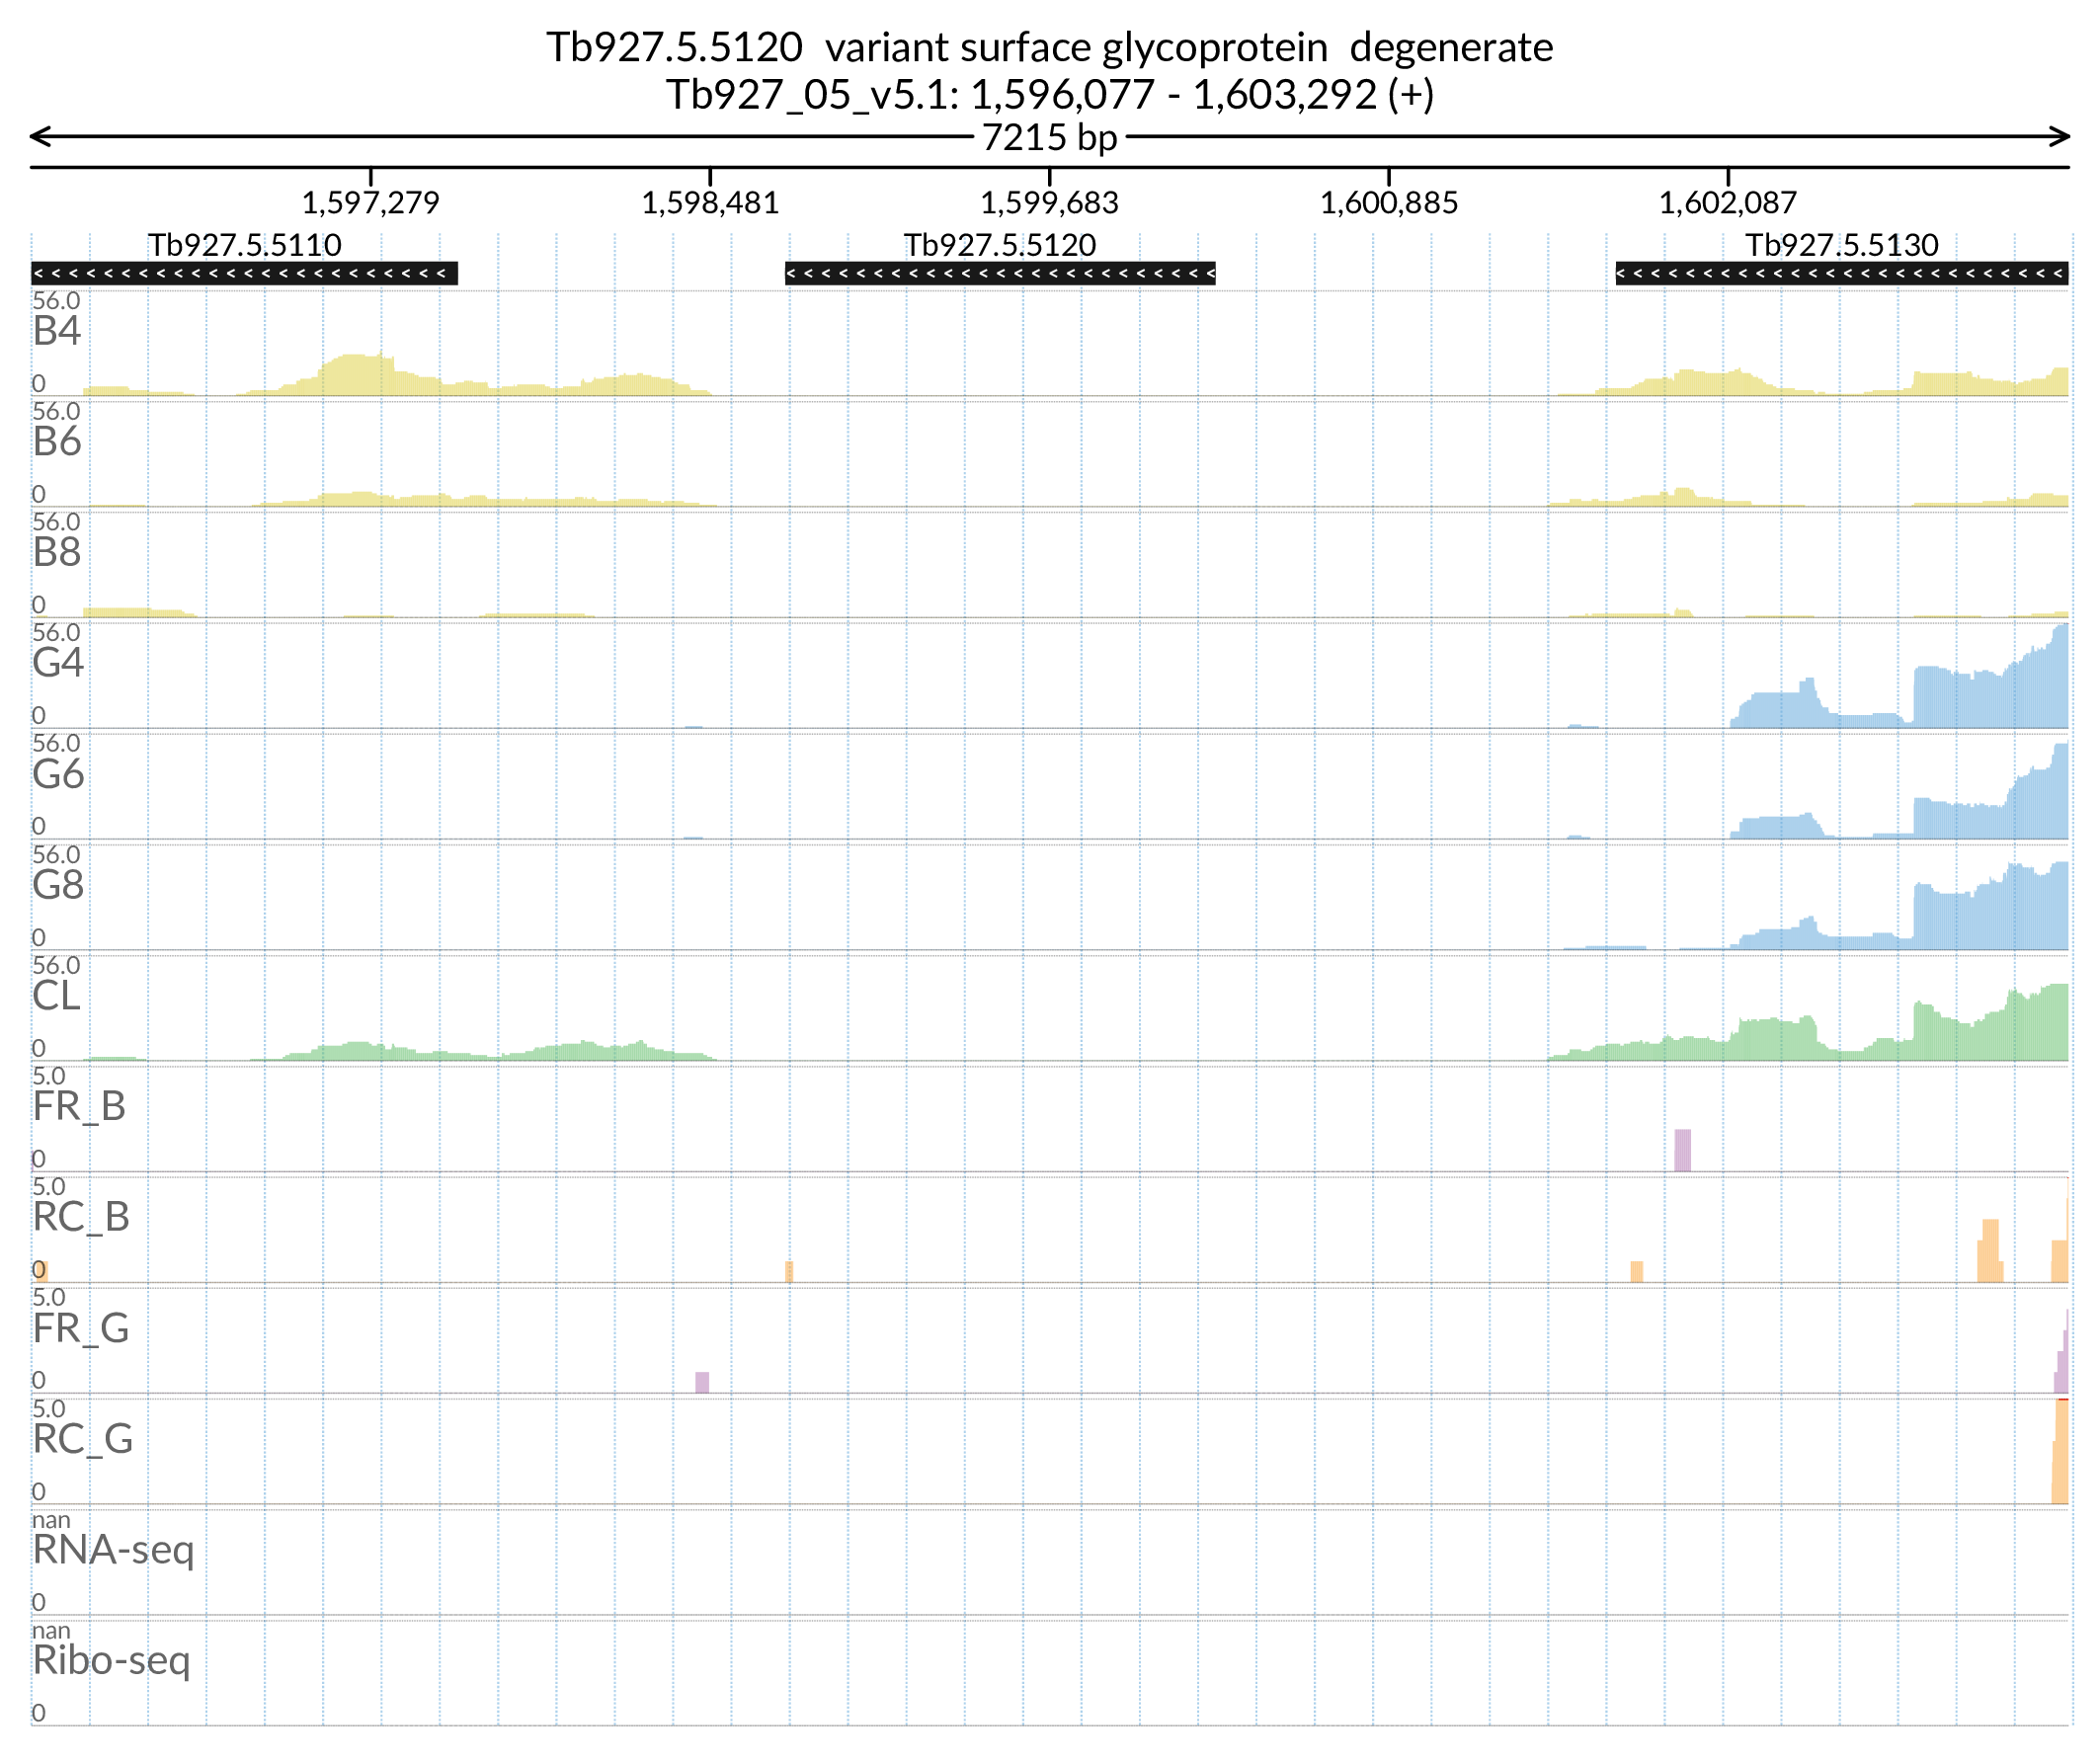 Tb927.5.5120  variant surface glycoprotein  degenerate
Tb927_05_v5.1: 1,596,077 - 1,603,292 (+)
7215 bp
1,597,279 1,598,481 1,599,683 1,600,885 1,602,087
Tb927.5.5110 Tb927.5.5120 Tb927.5.5130
56.0
B4
0
56.0
B6
0
56.0
B8
0
56.0
G4
0
56.0
G6
0
56.0
G8
0
56.0
CL
0
5.0
FR_B
0
5.0
RC_B
0
5.0
FR_G
0
5.0
RC_G
0
nan
RNA-seq
0
nan
Ribo-seq
0